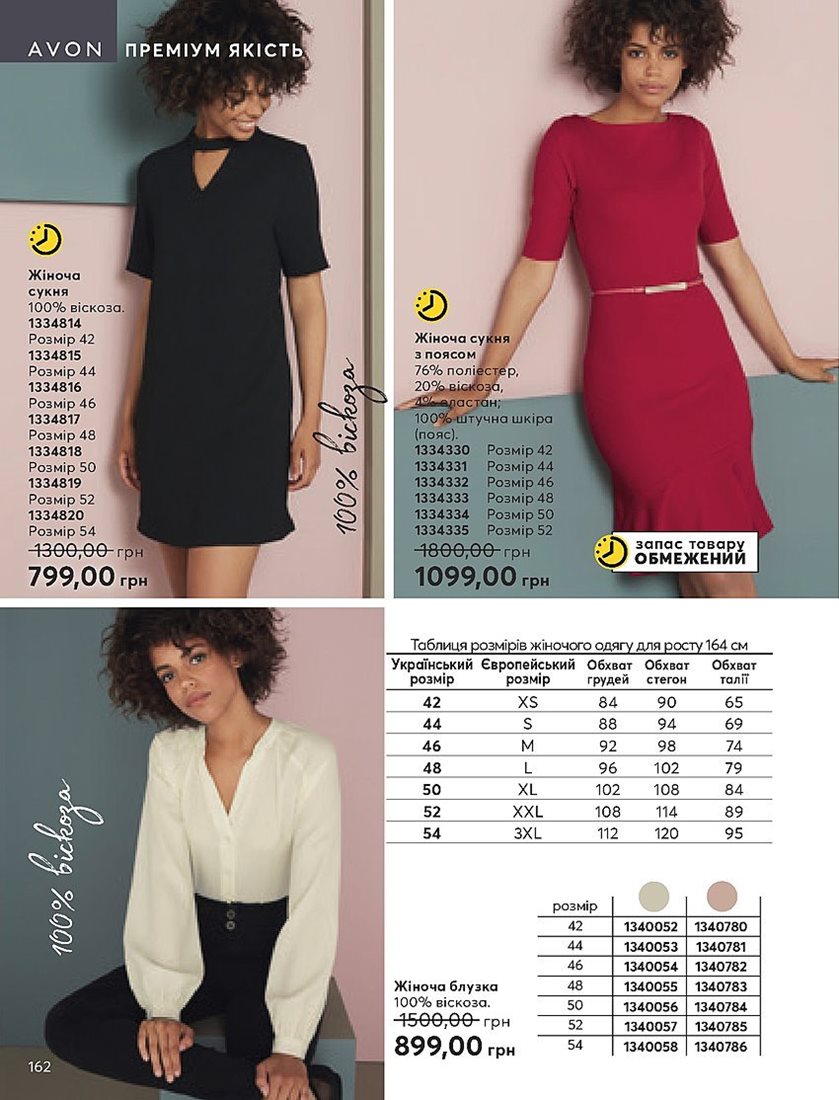 AVON ПРЕМІУМ ЯКІСТЬ
Жіноча
сукня
100% віскоза.
1334814
Розмір 42
1334815
Розмір 44
1334816
Розмір 46
1334817
Розмір 48
1334818
Розмір 50
1334819
Розмір 52
1334820
Розмір 54
1300,00 грн
799,00 грн
100% віскоза
Жіноча сукня
з поясом
76% поліестер,
20% віскоза,
4% еластан;
100% штучна шкіра
(пояс).
1334330 Розмір 42
1334331 Розмір 44
1334332 Розмір 46
1334333 Розмір 48
1334334 Розмір 50
1334335 Розмір 52
1800,00 грн
1099,00 грн
запас товару
ОБМЕЖЕНИЙ
100% віскоза
Таблиця розмірів жіночого одягу для росту 164 см
Український Європейський Обхват Обхват Обхват
розмір розмір грудей стегон талії
42 XS 84 90 65
44 S 88 94 69
46 M 92 98 74
48 L 96 102 79
50 XL 102 108 84
52 XXL 108 114 89
54 3XL 112 120 95
розмір
42 1340052 1340780
44 1340053 1340781
46 1340054 1340782
48 1340055 1340783
50 1340056 1340784
52 1340057 1340785
54 1340058 1340786
Жіноча блузка
100% віскоза.
1500,00 грн
899,00 грн
162